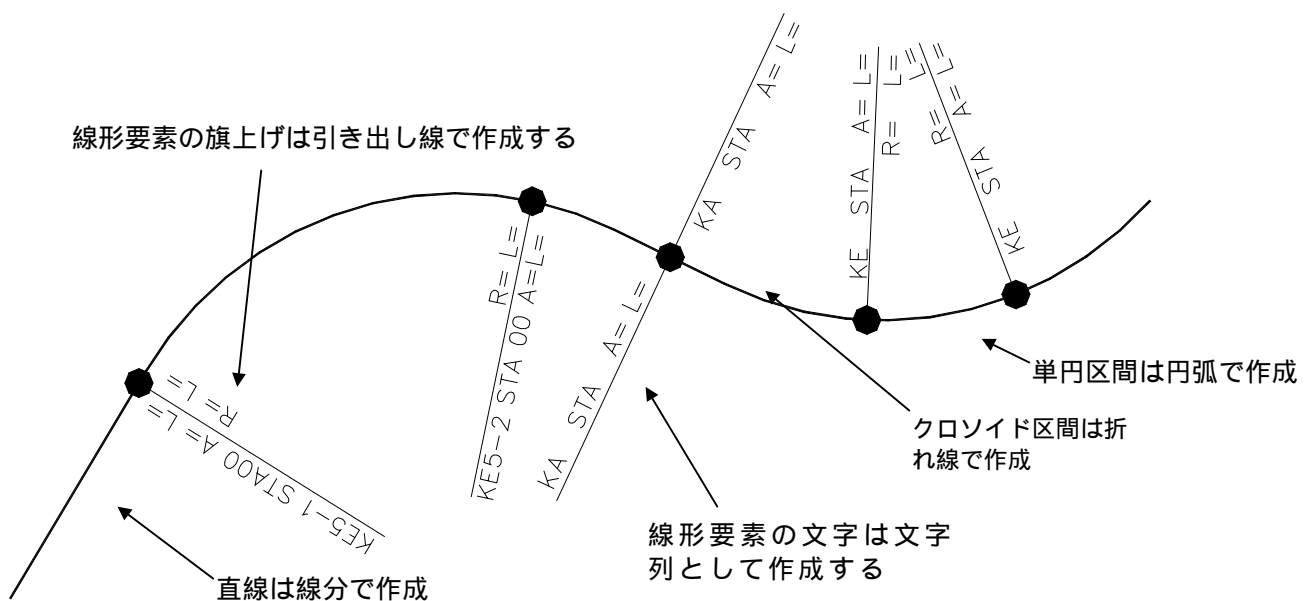 線形要素の旗上げは引き出し線で作成する
R= L=
KE5-1 STA00 A= L=
直線は線分で作成
R= L=
KE5-2 STA 00 A=L=
KA STA A= L=
KA STA A= L=
線形要素の文字は文字
列として作成する
KE STA A= L=
R= L=
L=
R= L=
KE STA A=
クロソイド区間は折
れ線で作成
単円区間は円弧で作成